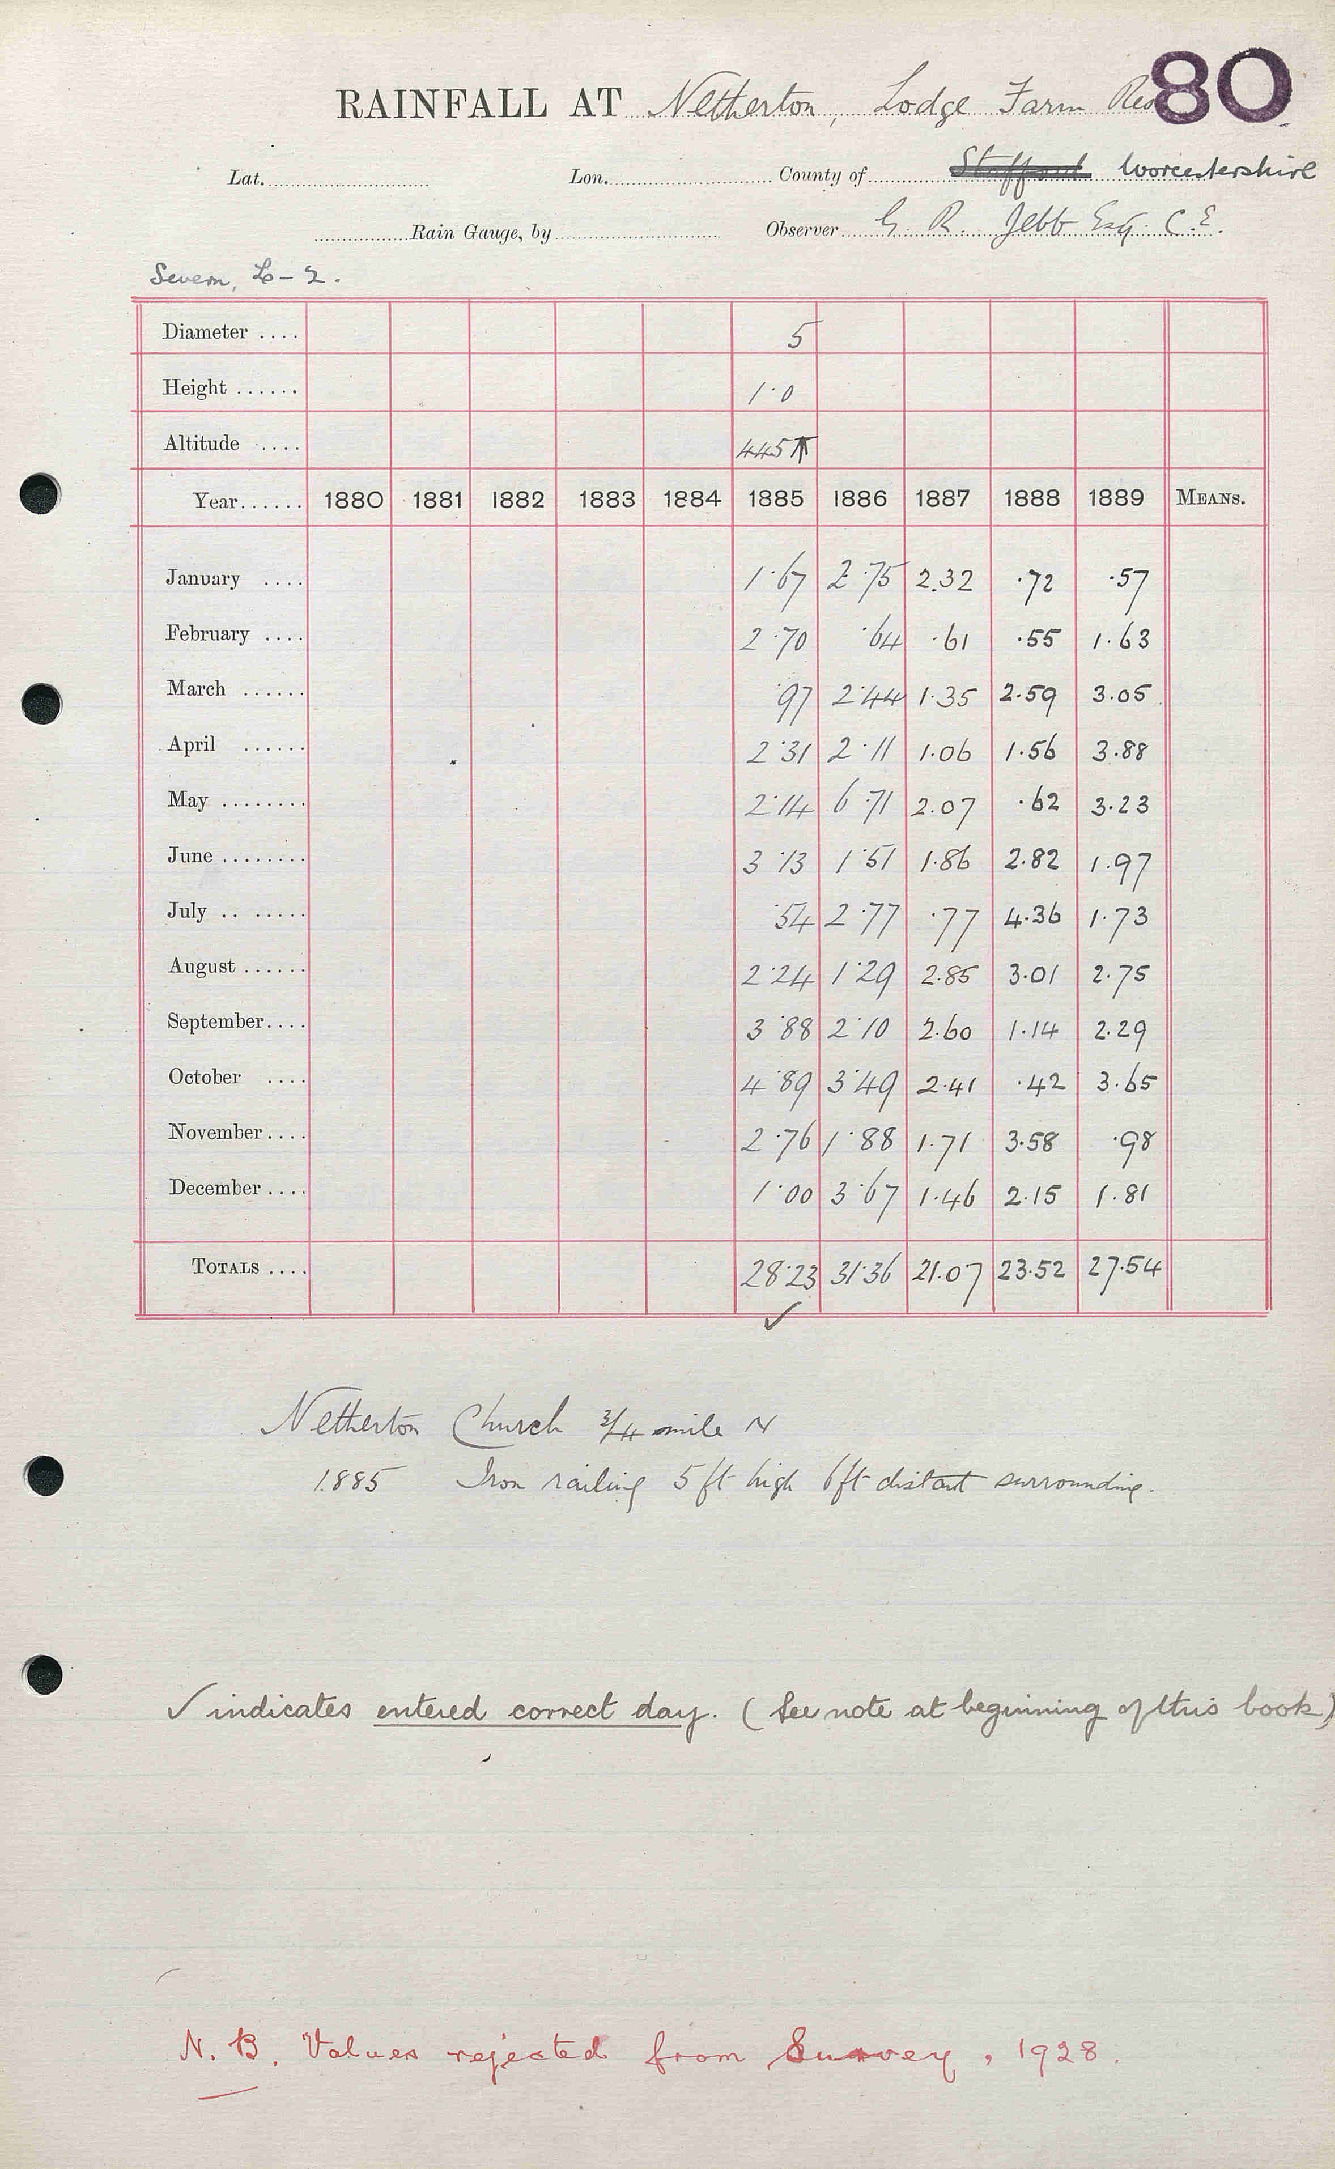 80
RAINFALL AT Netherton, Lodge Farm Res
Lat. Lon. County of Stafford Worcestershire
Rain Gauge, by Observer G. R. Jebb Esq. C.E.
Severn,
Diameter .... 5
Height ...... 1·0
Altitude .... 445
Year...... 1880 1881 1882 1883 1884 1885 1886 1887 1888 1889 MEANS.
January .... 1·67 2·75 2.32 ·72 ·57
February .... 2·70 ·64 ·61 ·55 1·63
March ...... ·97 2·44 1·35 2·59 3.05
April ...... 2·31 2·11 1.06 1·56 3·88
May ........ 2·14 6·71 2.07 ·62 3·23
June ........ 3·13 1·51 1·86 2.82 1.97
July .. ..... ·54 2·77 ·77 4·36 1·73
August ...... 2·24 1·29 2.85 3·01 2·75
September.... 3·88 2·10 2.60 1·14 2.29
October .... 4·89 3·49 2·41 ·42 3·65
November.... 2·76 1·88 1·71 3·58 ·98
December.... 1·00 3·67 1·46 2·15 1.81
TOTALS .... 28·23 31·36 21.07 23.52 27·54
✓
Netherton Church 3/4 mile N
1885 Iron railing 5 ft high 6 ft distant surrounding.
✓ indicates entered correct day. (See note at beginning of this book)
N.B. Values rejected from Survey, 1928.